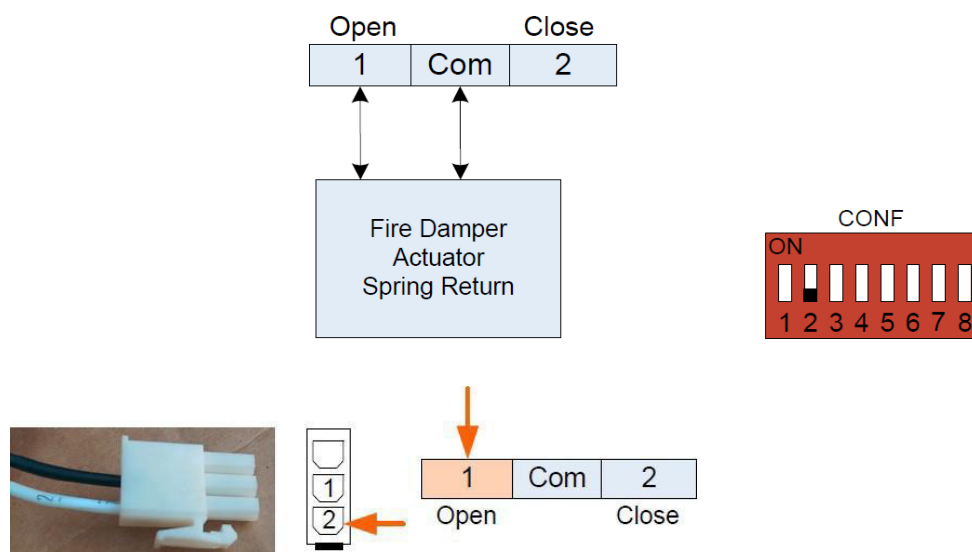 Open Close
1 Com 2
Fire Damper
Actuator
Spring Return
CONF
ON
1 2 3 4 5 6 7 8
2
1
2
1 Com 2
Open Close